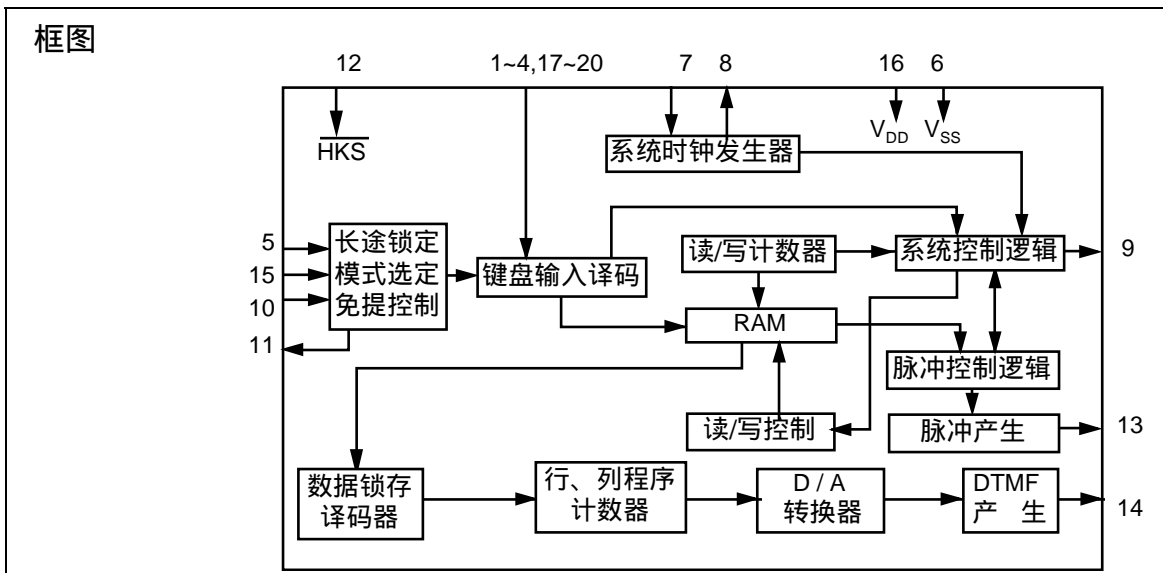 框图
12
1~4,17~20
7
8
16
6
HKS
VDD
VSS
系统时钟发生器
5
15
10
11
长途锁定
模式选定
免提控制
键盘输入译码
读/写计数器
系统控制逻辑
9
RAM
脉冲控制逻辑
读/写控制
脉冲产生
13
数据锁存
译码器
行、列程序
计数器
D / A
转换器
DTMF
产 生
14